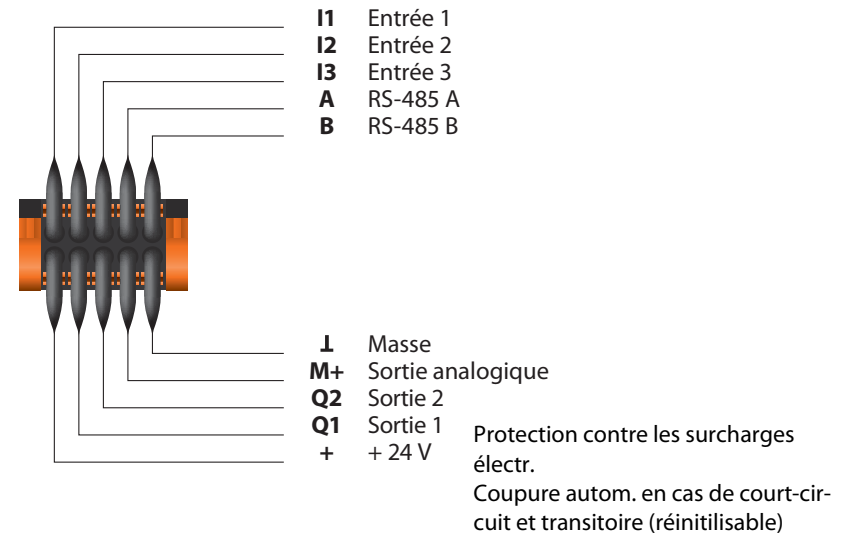 I1 Entrée 1
I2 Entrée 2
I3 Entrée 3
A RS-485 A
B RS-485 B
⊥ Masse
M+ Sortie analogique
Q2 Sortie 2
Q1 Sortie 1
+ + 24 V
Protection contre les surcharges
électr.
Coupure autom. en cas de court-cir-
cuit et transitoire (réinitilisable)